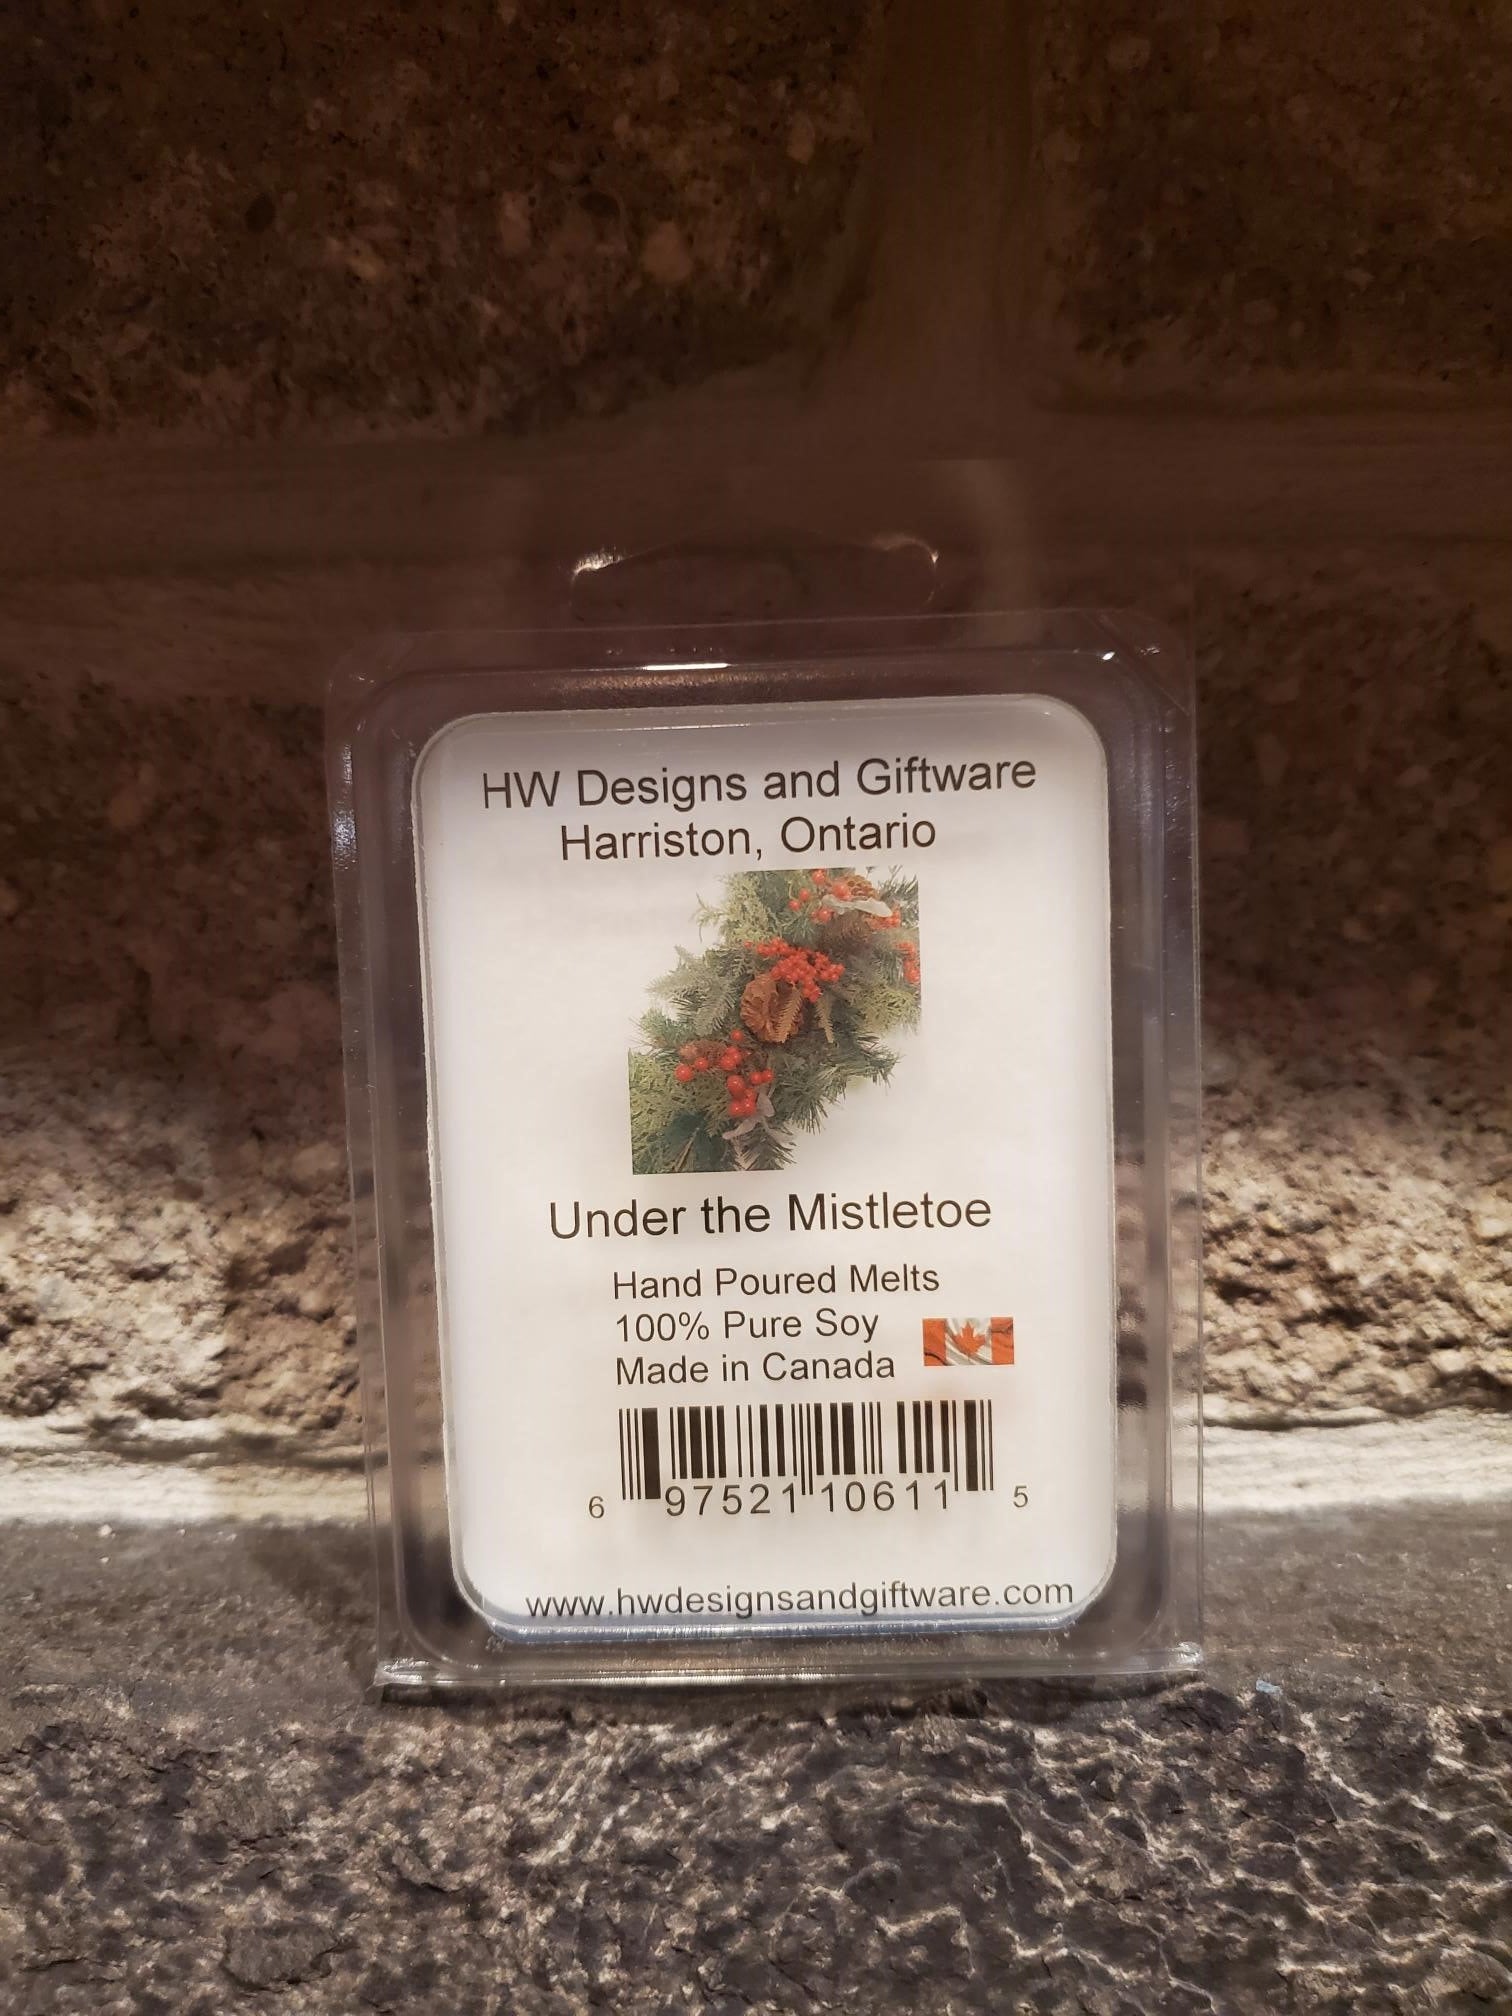 HW Designs and Giftware
Harriston, Ontario
Under the Mistletoe
Hand Poured Melts
100% Pure Soy
Made in Canada
6 97521 10611 5
www.hwdesignsandgiftware.com